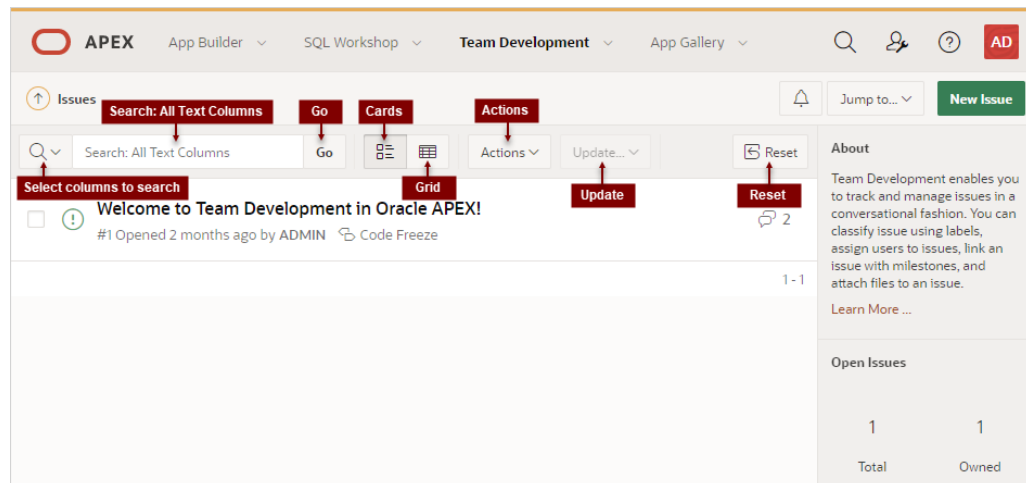 APEX App Builder SQL Workshop Team Development App Gallery AD
Issues Jump to... New Issue
Search: All Text Columns Go Cards Actions
Search: All Text Columns Go Actions Update... Reset
Select columns to search Grid Update Reset
Welcome to Team Development in Oracle APEX!
#1 Opened 2 months ago by ADMIN Code Freeze 2
1 - 1
About
Team Development enables you
to track and manage issues in a
conversational fashion. You can
classify issue using labels,
assign users to issues, link an
issue with milestones, and
attach files to an issue.
Learn More ...
Open Issues
1 1
Total Owned